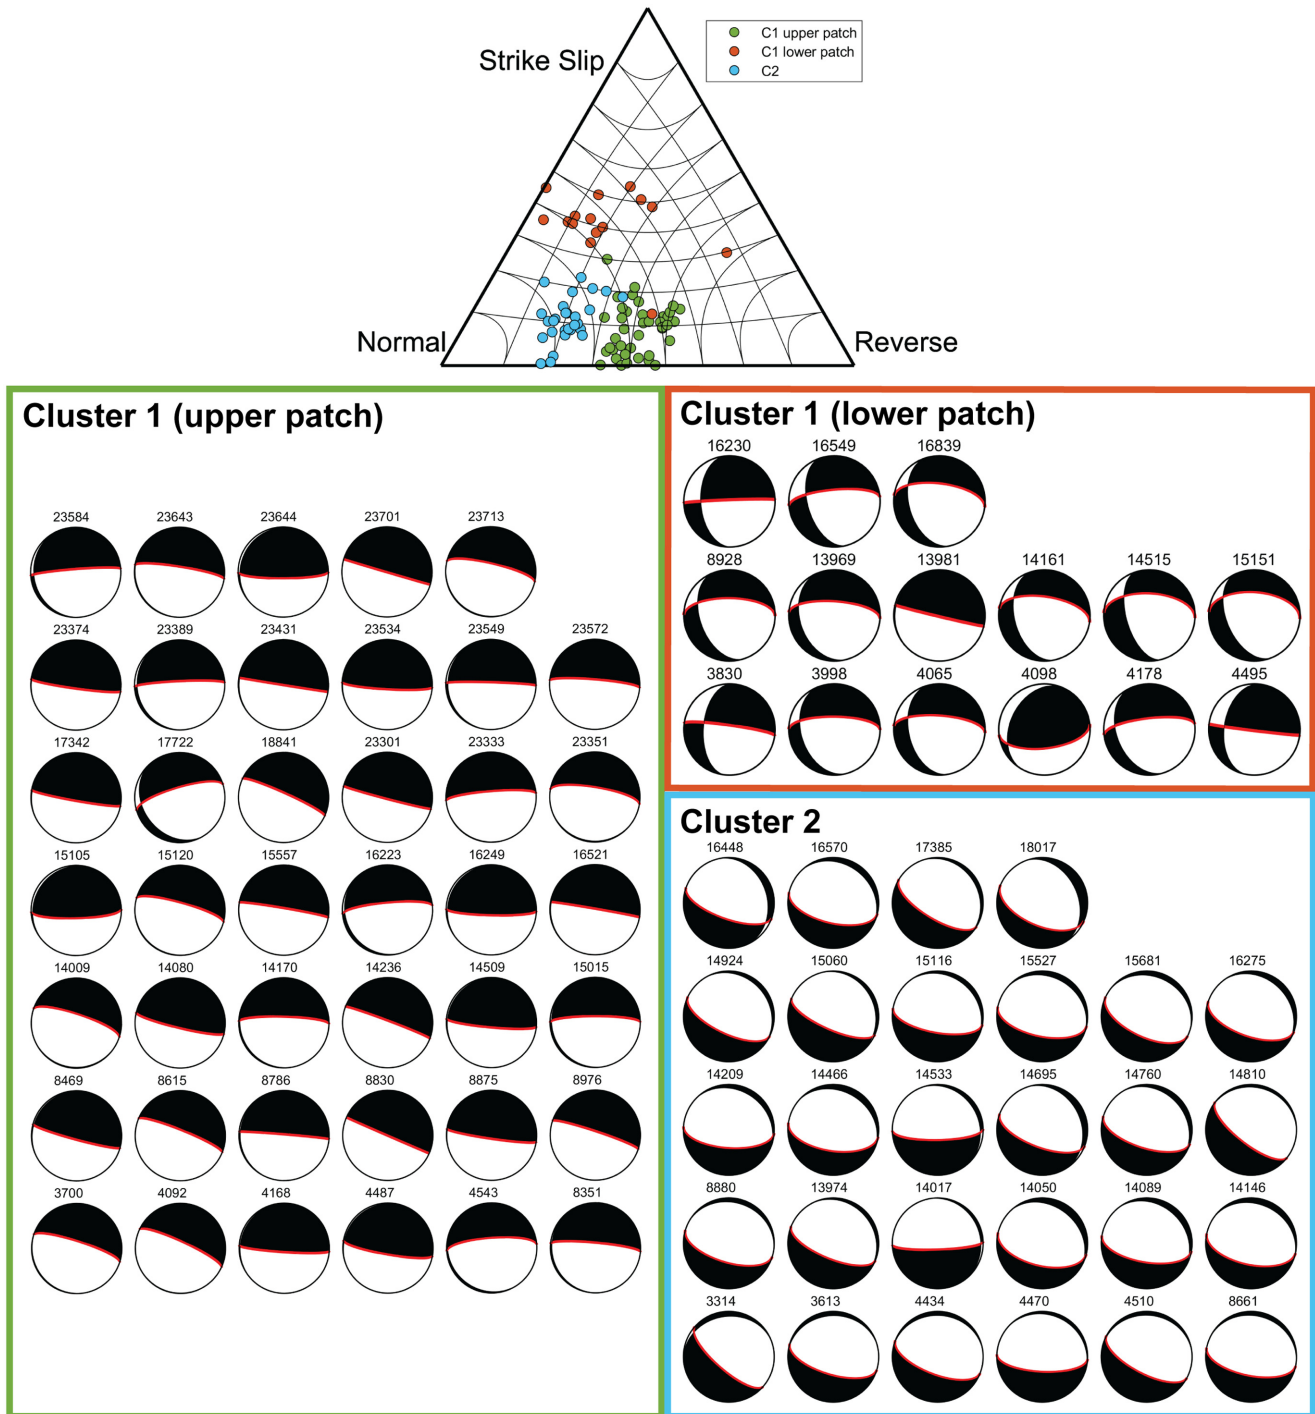 Strike Slip
C1 upper patch
C1 lower patch
C2
Normal
Reverse
Cluster 1 (upper patch)
23584 23643 23644 23701 23713
23374 23389 23431 23534 23549 23572
17342 17722 18841 23301 23333 23351
15105 15120 15557 16223 16249 16521
14009 14080 14170 14236 14509 15015
8469 8615 8786 8830 8875 8976
3700 4092 4168 4487 4543 8351
Cluster 1 (lower patch)
16230 16549 16839
8928 13969 13981 14161 14515 15151
3830 3998 4065 4098 4178 4495
Cluster 2
16448 16570 17385 18017
14924 15060 15116 15527 15681 16275
14209 14466 14533 14695 14760 14810
8880 13974 14017 14050 14089 14146
3314 3613 4434 4470 4510 8661